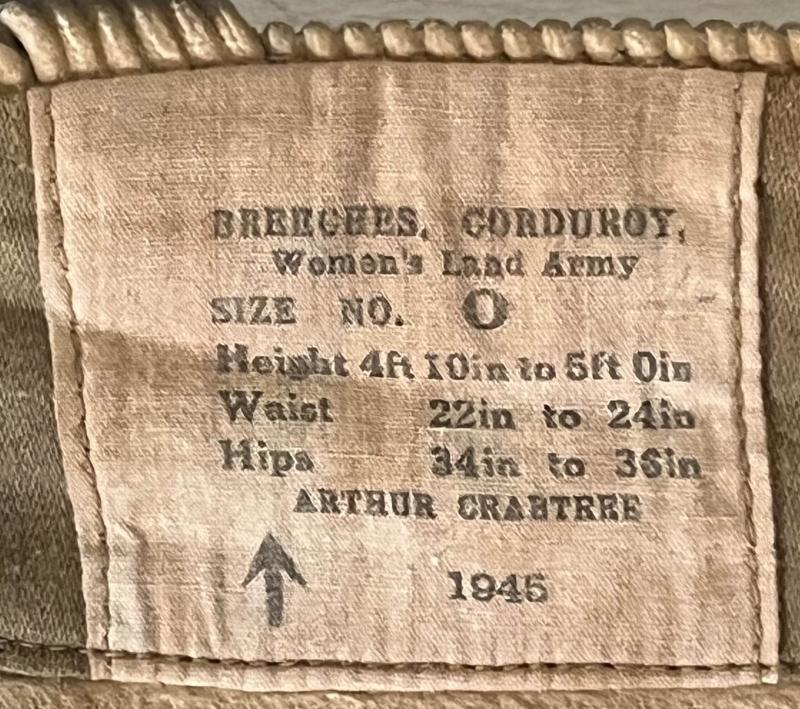 BREECHES, CORDUROY,
Women's Land Army
SIZE NO. 0
Height 4ft 10in to 5ft 0in
Waist 22in to 24in
Hips 34in to 36in
ARTHUR CRABTREE
1945